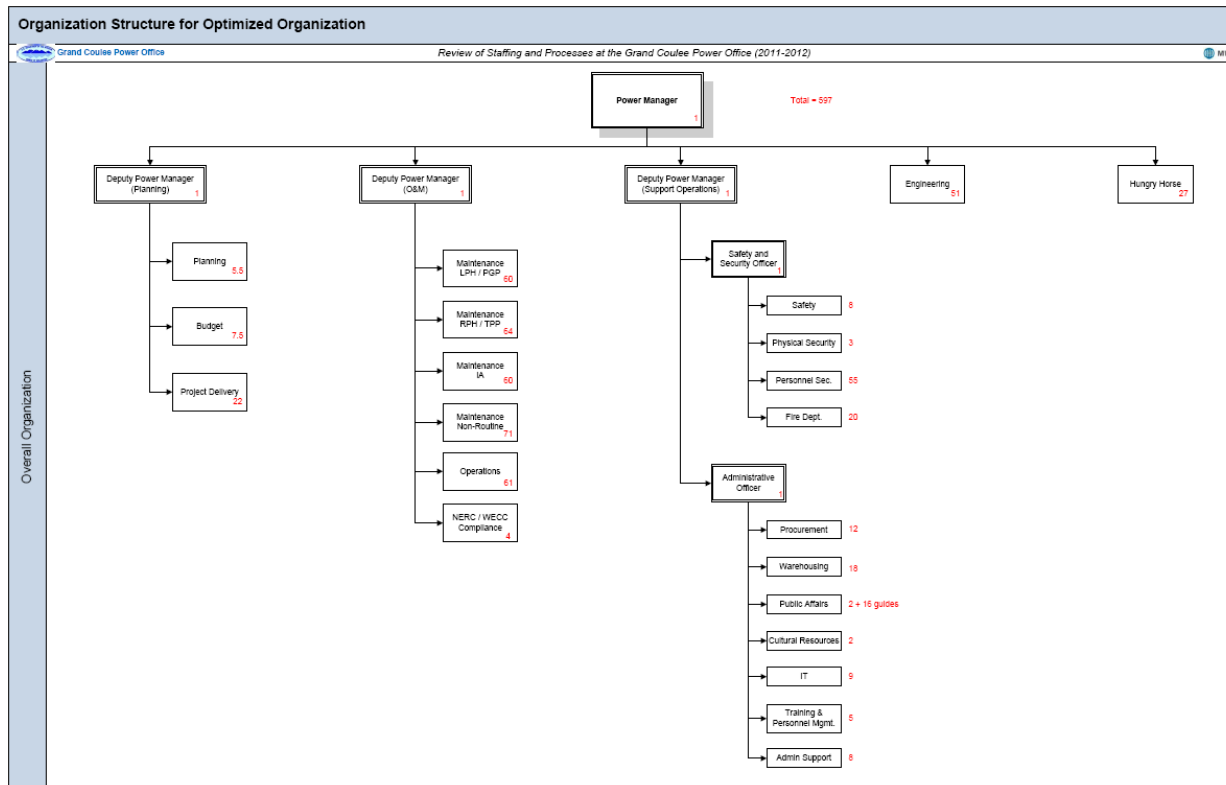 Organization Structure for Optimized Organization
Grand Coulee Power Office
Review of Staffing and Processes at the Grand Coulee Power Office (2011-2012)
Overall Organization
Power Manager
1
Total = 597
Deputy Power Manager
(Planning)
1
Deputy Power Manager
(O&M)
1
Deputy Power Manager
(Support Operations)
1
Engineering
51
Hungry Horse
27
Planning
5.5
Budget
7.5
Project Delivery
22
Maintenance
LPH / PGP
60
Maintenance
RPH / TPP
64
Maintenance
IA
60
Maintenance
Non-Routine
71
Operations
61
NERC / WECC
Compliance
4
Safety and
Security Officer
1
Safety
8
Physical Security
3
Personnel Sec.
55
Fire Dept.
20
Administrative
Officer
1
Procurement
12
Warehousing
18
Public Affairs
2 + 16 guides
Cultural Resources
2
IT
9
Training &
Personnel Mgmt.
5
Admin Support
8